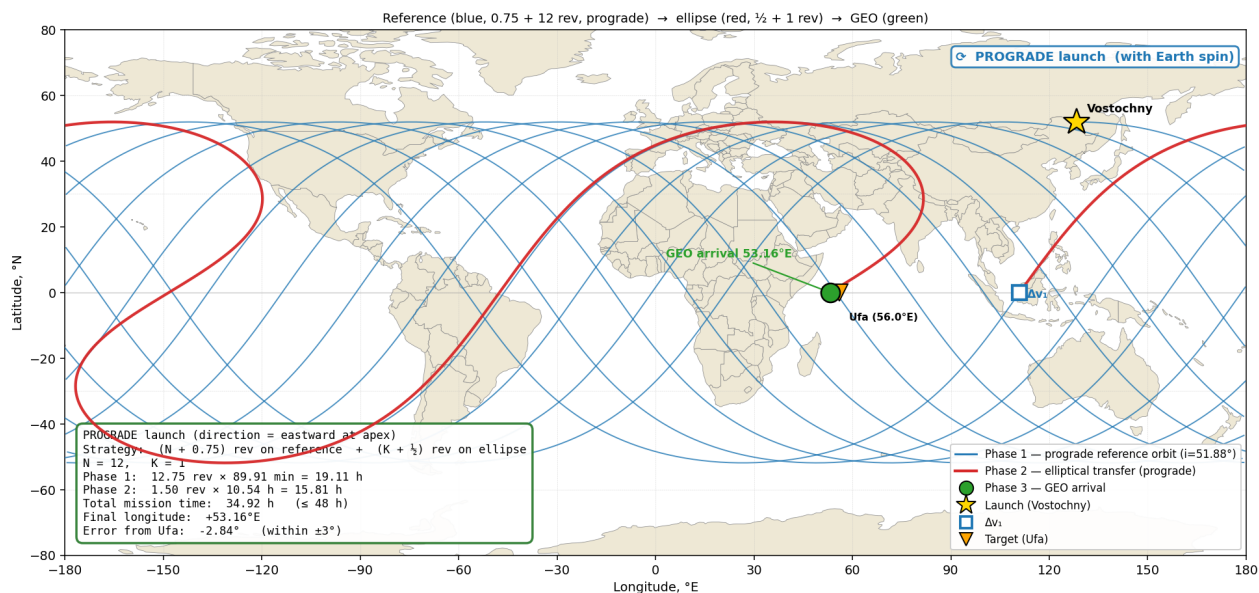 Reference (blue, 0.75 + 12 rev, prograde) → ellipse (red, ½ + 1 rev) → GEO (green)
80
60
40
20
0
−20
−40
−60
−80
Latitude, °N
⟳ PROGRADE launch (with Earth spin)
Vostochny
GEO arrival 53.16°E
Δv₁
Ufa (56.0°E)
PROGRADE launch (direction = eastward at apex)
Strategy: (N + 0.75) rev on reference + (K + ½) rev on ellipse
N = 12, K = 1
Phase 1: 12.75 rev × 89.91 min = 19.11 h
Phase 2: 1.50 rev × 10.54 h = 15.81 h
Total mission time: 34.92 h (≤ 48 h)
Final longitude: +53.16°E
Error from Ufa: -2.84° (within ±3°)
Phase 1 — prograde reference orbit (i=51.88°)
Phase 2 — elliptical transfer (prograde)
Phase 3 — GEO arrival
Launch (Vostochny)
Δv₁
Target (Ufa)
−180 −150 −120 −90 −60 −30 0 30 60 90 120 150 180
Longitude, °E